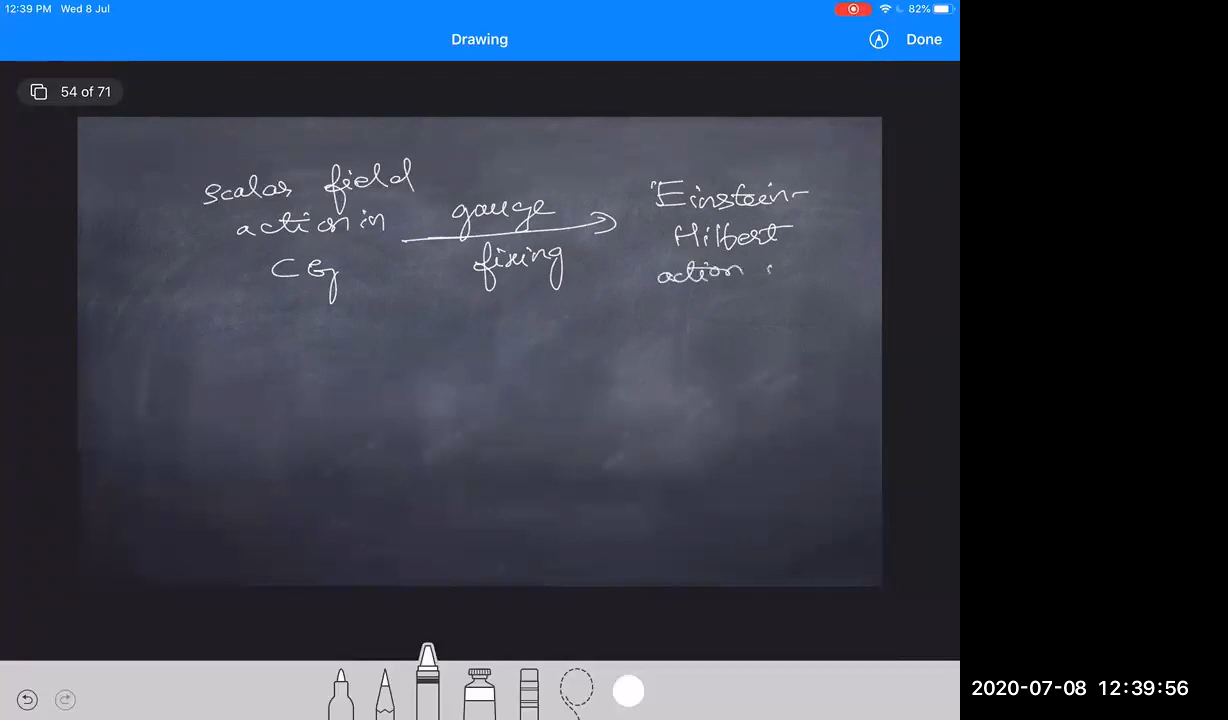 12:39 PM Wed 8 Jul
82%
Drawing
Done
54 of 71
scalar field
action in
CG
gauge
fixing
Einstein-
Hilbert
action
2020-07-08 12:39:56